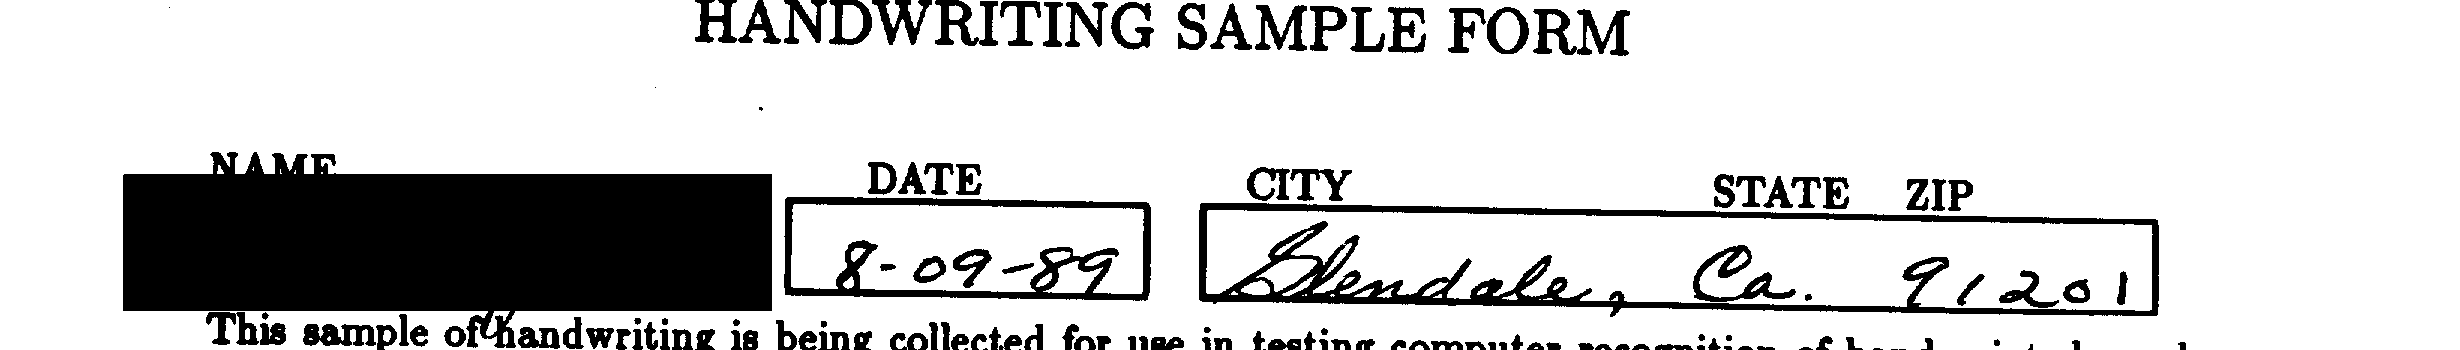 HANDWRITING SAMPLE FORM
NAME DATE CITY STATE ZIP
8-09-89 Glendale, Ca. 91201
This sample of handwriting is being collected for use in testing computer recognition of hand printed